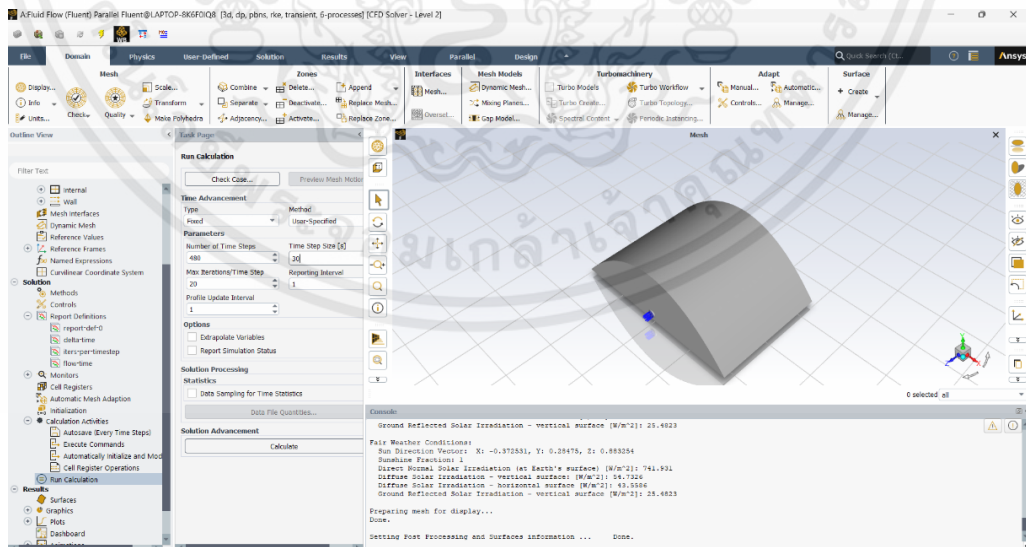 A:Fluid Flow (Fluent) Parallel Fluent@LAPTOP-8K6F0IQ8 [3d, dp, pbns, rke, transient, 6-processes] [CFD Solver - Level 2]
File Domain Physics User-Defined Solution Results View Parallel Design
Quick Search (Ct...
Ansys
Mesh Zones Interfaces Mesh Models Turbomachinery Adapt Surface
Display... Scale... Combine Delete... Append Mesh... Dynamic Mesh... Turbo Models Turbo Workflow Manual... Automatic... + Create
Info Transform Separate Deactivate... Replace Mesh... Mixing Planes... Turbo Create... Turbo Topology... Controls... Manage...
Units... Check Quality Make Polyhedra Adjacency... Activate... Replace Zone... Overset... Gap Model... Spectral Content Periodic Instancing... Manage...
Outline View
Filter Text
Internal
Wall
Mesh Interfaces
Dynamic Mesh
Reference Values
Reference Frames
Named Expressions
Curvilinear Coordinate System
Solution
Methods
Controls
Report Definitions
report-def-0
delta-time
iters-per-timestep
flow-time
Monitors
Cell Registers
Automatic Mesh Adaption
Initialization
Calculation Activities
Autosave (Every Time Steps)
Execute Commands
Automatically Initialize and Mod
Cell Register Operations
Run Calculation
Results
Surfaces
Graphics
Plots
Dashboard
Animations
Task Page
Run Calculation
Check Case... Preview Mesh Motion
Time Advancement
Type Method
Fixed User-Specified
Parameters
Number of Time Steps Time Step Size [s]
480 30
Max Iterations/Time Step Reporting Interval
20 1
Profile Update Interval
1
Options
Extrapolate Variables
Report Simulation Status
Solution Processing
Statistics
Data Sampling for Time Statistics
Data File Quantities...
Solution Advancement
Calculate
Mesh
0 selected all
Console
Ground Reflected Solar Irradiation - vertical surface [W/m^2]: 25.4823
Fair Weather Conditions:
Sun Direction Vector: X: -0.372531, Y: 0.28475, Z: 0.883254
Sunshine Fraction: 1
Direct Normal Solar Irradiation (at Earth's surface) [W/m^2]: 741.931
Diffuse Solar Irradiation - vertical surface: [W/m^2]: 54.7326
Diffuse Solar Irradiation - horizontal surface [W/m^2]: 43.5586
Ground Reflected Solar Irradiation - vertical surface [W/m^2]: 25.4823
Preparing mesh for display...
Done.
Setting Post Processing and Surfaces information ... Done.